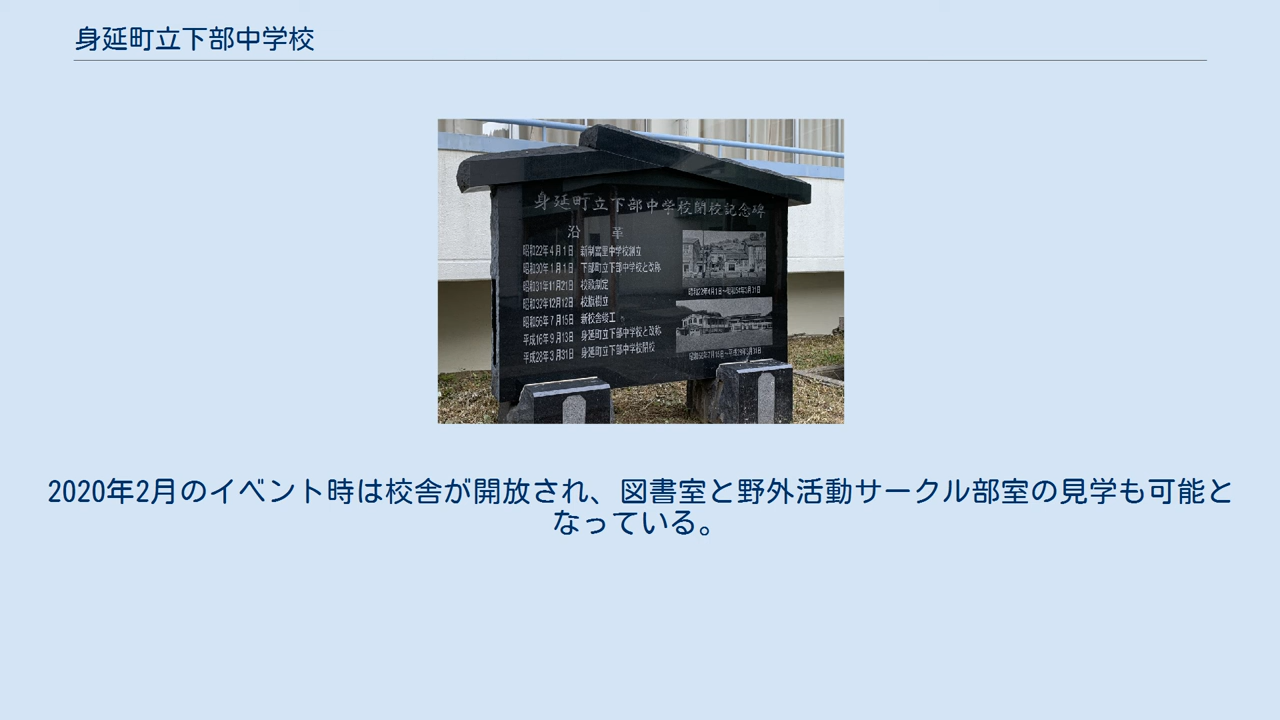 身延町立下部中学校
身延町立下部中学校閉校記念碑
沿 革
昭和22年4月1日 新制富里中学校創立
昭和30年1月1日 下部町立下部中学校と改称
昭和31年11月21日 校歌制定
昭和32年12月12日 校旗樹立
昭和56年7月15日 新校舎竣工
平成16年9月13日 身延町立下部中学校と改称
平成28年3月31日 身延町立下部中学校閉校
2020年2月のイベント時は校舎が開放され、図書室と野外活動サークル部室の見学も可能と
なっている。